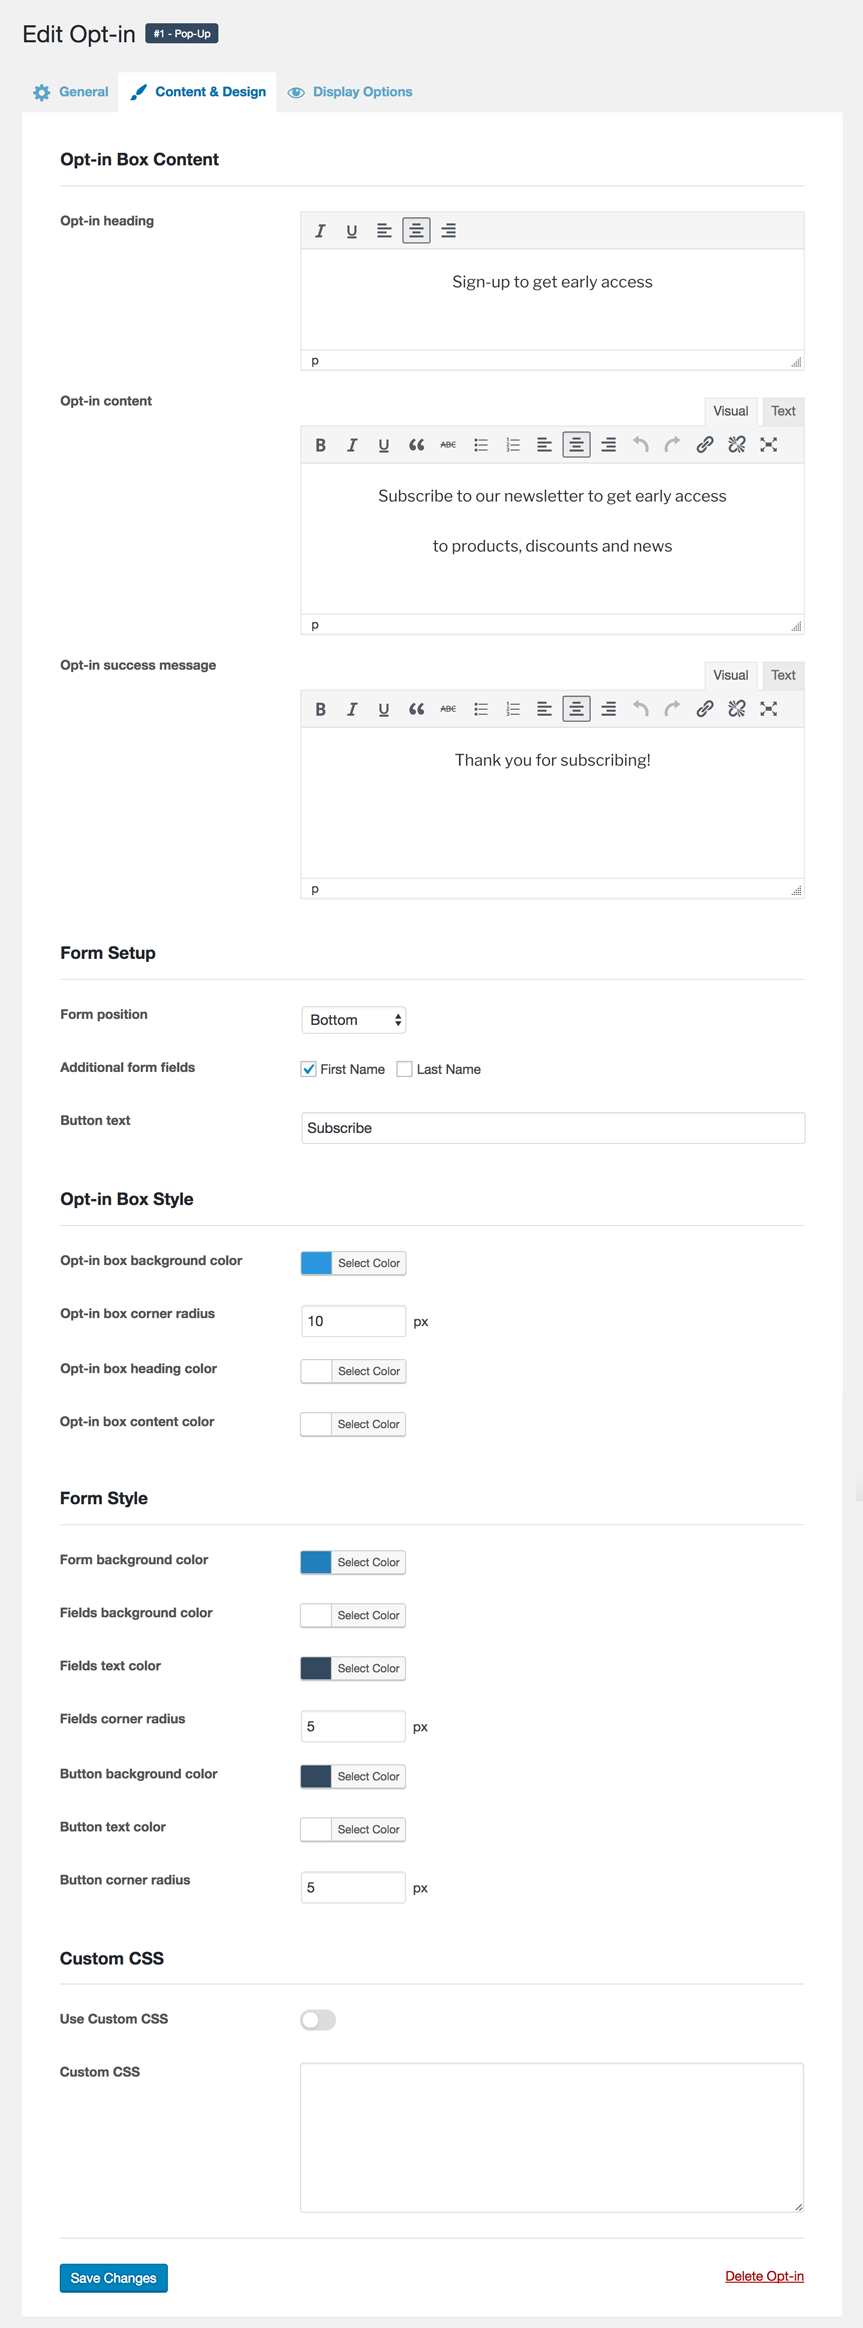 Edit Opt-in #1 - Pop-Up
General Content & Design Display Options
Opt-in Box Content
Opt-in heading
Sign-up to get early access
p
Opt-in content
Visual Text
B I U ABC
Subscribe to our newsletter to get early access
to products, discounts and news
p
Opt-in success message
Visual Text
B I U ABC
Thank you for subscribing!
p
Form Setup
Form position Bottom
Additional form fields First Name Last Name
Button text Subscribe
Opt-in Box Style
Opt-in box background color Select Color
Opt-in box corner radius 10 px
Opt-in box heading color Select Color
Opt-in box content color Select Color
Form Style
Form background color Select Color
Fields background color Select Color
Fields text color Select Color
Fields corner radius 5 px
Button background color Select Color
Button text color Select Color
Button corner radius 5 px
Custom CSS
Use Custom CSS
Custom CSS
Save Changes Delete Opt-in